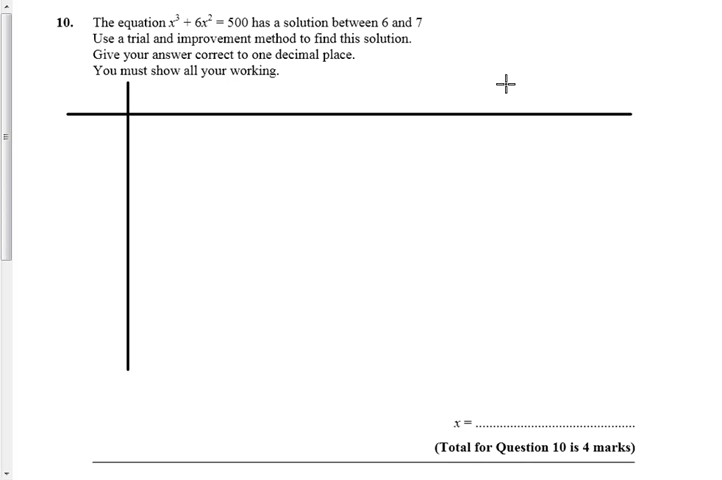 10. The equation x³ + 6x² = 500 has a solution between 6 and 7
Use a trial and improvement method to find this solution.
Give your answer correct to one decimal place.
You must show all your working.
x = ................................................
(Total for Question 10 is 4 marks)